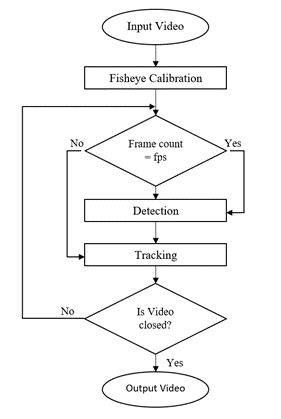 Input Video
Fisheye Calibration
No
Frame count
= fps
Yes
Detection
Tracking
No
Is Video
closed?
Yes
Output Video